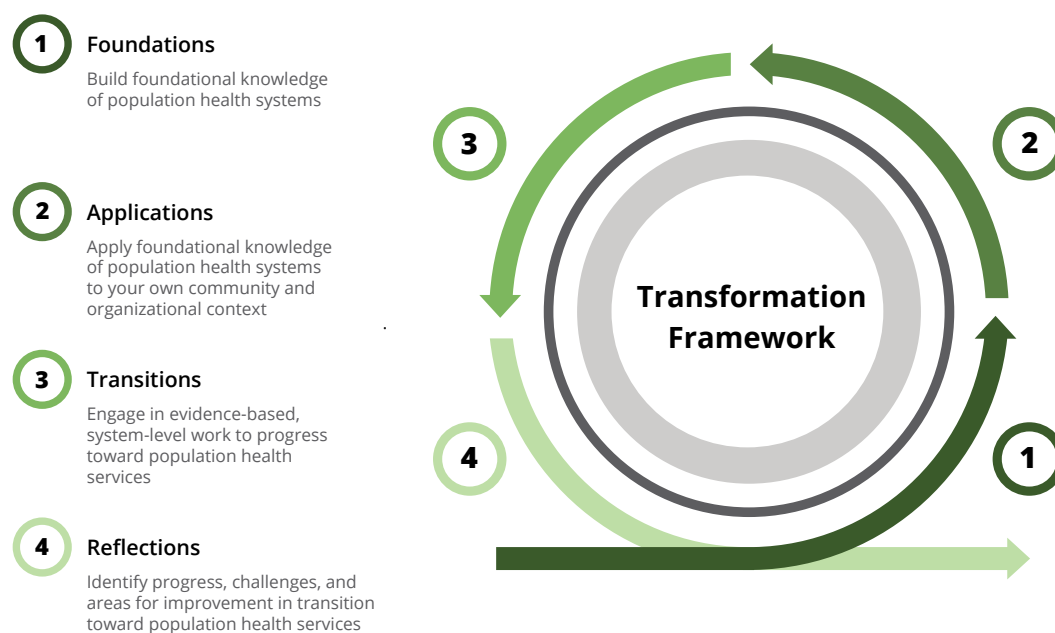 1
Foundations
Build foundational knowledge
of population health systems
2
Applications
Apply foundational knowledge
of population health systems
to your own community and
organizational context
.
3
Transitions
Engage in evidence-based,
system-level work to progress
toward population health
services
4
Reflections
Identify progress, challenges, and
areas for improvement in transition
toward population health services
3
2
Transformation
Framework
4
1